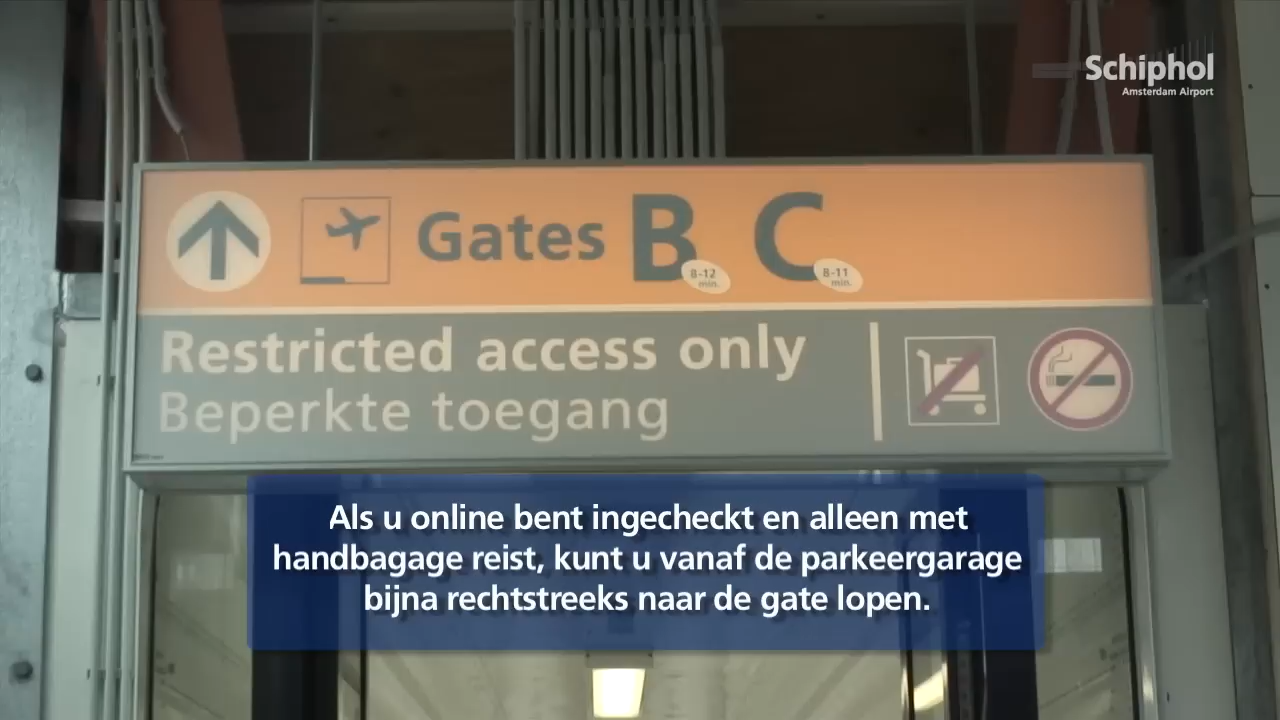 Schiphol
Amsterdam Airport
Gates B C
8-12 min.
8-11 min.
Restricted access only
Beperkte toegang
Als u online bent ingecheckt en alleen met
handbagage reist, kunt u vanaf de parkeergarage
bijna rechtstreeks naar de gate lopen.